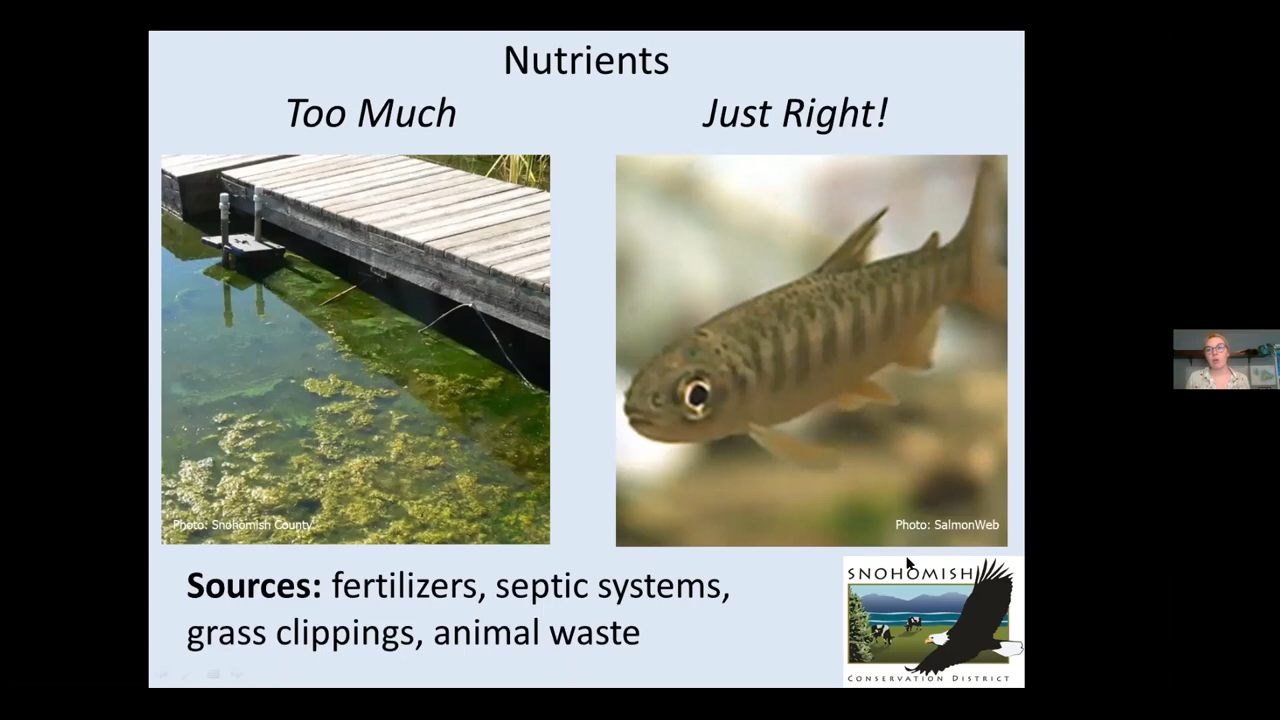 Nutrients
Too Much
Just Right!
Photo: Snohomish County
Photo: SalmonWeb
Sources: fertilizers, septic systems,
grass clippings, animal waste
SNOHOMISH
CONSERVATION DISTRICT